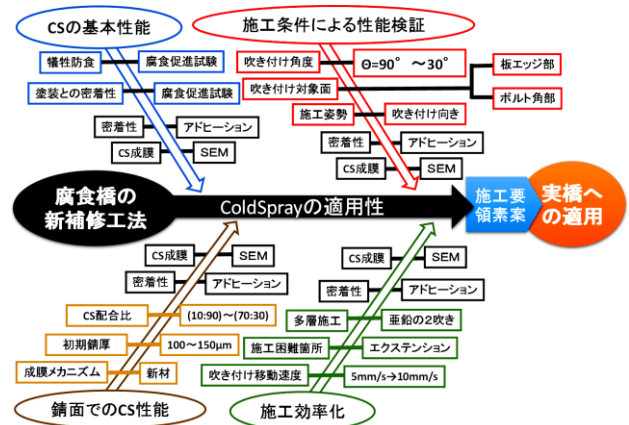 CSの基本性能
施工条件による性能検証
犠牲防食
腐食促進試験
塗装との密着性
腐食促進試験
密着性
アドヒーション
CS成膜
SEM
吹き付け角度
Θ=90°～30°
吹き付け対象面
板エッジ部
ボルト角部
施工姿勢
吹き付け向き
密着性
アドヒーション
CS成膜
SEM
腐食橋の
新補修工法
ColdSprayの適用性
施工要
領素案
実橋へ
の適用
CS成膜
SEM
密着性
アドヒーション
CS配合比
(10:90)～(70:30)
初期錆厚
100～150μm
成膜メカニズム
新材
錆面でのCS性能
CS成膜
SEM
密着性
アドヒーション
多層施工
亜鉛の2吹き
施工困難箇所
エクステンション
吹き付け移動速度
5mm/s→10mm/s
施工効率化